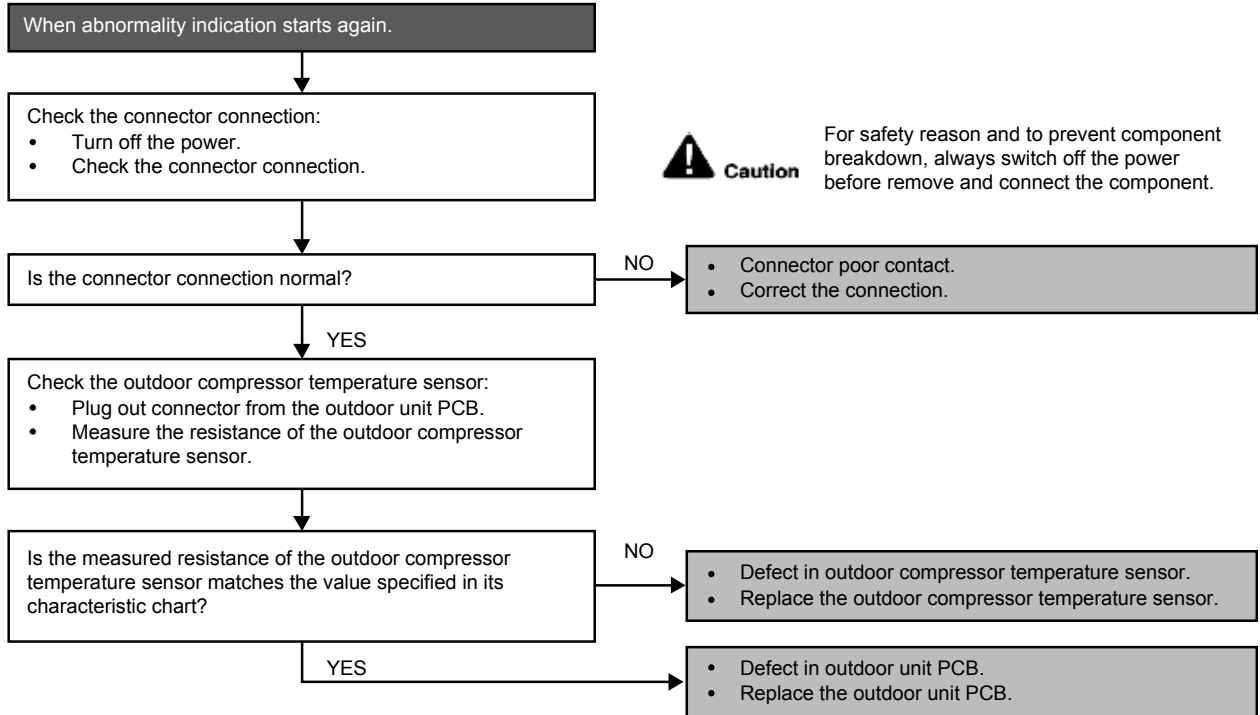 When abnormality indication starts again.
Check the connector connection:
• Turn off the power.
• Check the connector connection.
Caution
For safety reason and to prevent component
breakdown, always switch off the power
before remove and connect the component.
Is the connector connection normal?
NO
• Connector poor contact.
• Correct the connection.
YES
Check the outdoor compressor temperature sensor:
• Plug out connector from the outdoor unit PCB.
• Measure the resistance of the outdoor compressor
temperature sensor.
Is the measured resistance of the outdoor compressor
temperature sensor matches the value specified in its
characteristic chart?
NO
• Defect in outdoor compressor temperature sensor.
• Replace the outdoor compressor temperature sensor.
YES
• Defect in outdoor unit PCB.
• Replace the outdoor unit PCB.